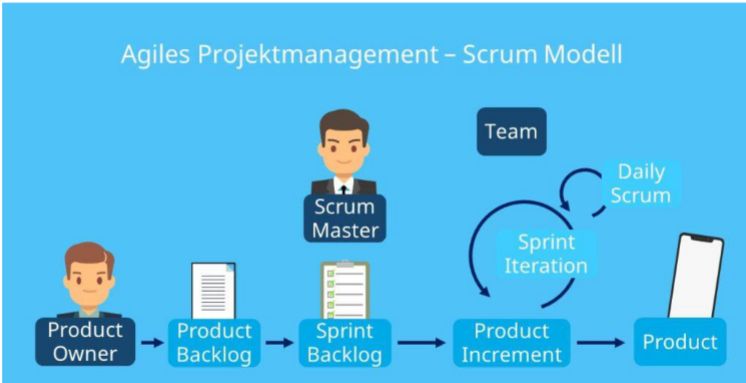 Agiles Projektmanagement – Scrum Modell
Team
Daily
Scrum
Scrum
Master
Sprint
Iteration
Product
Owner
Product
Backlog
Sprint
Backlog
Product
Increment
Product